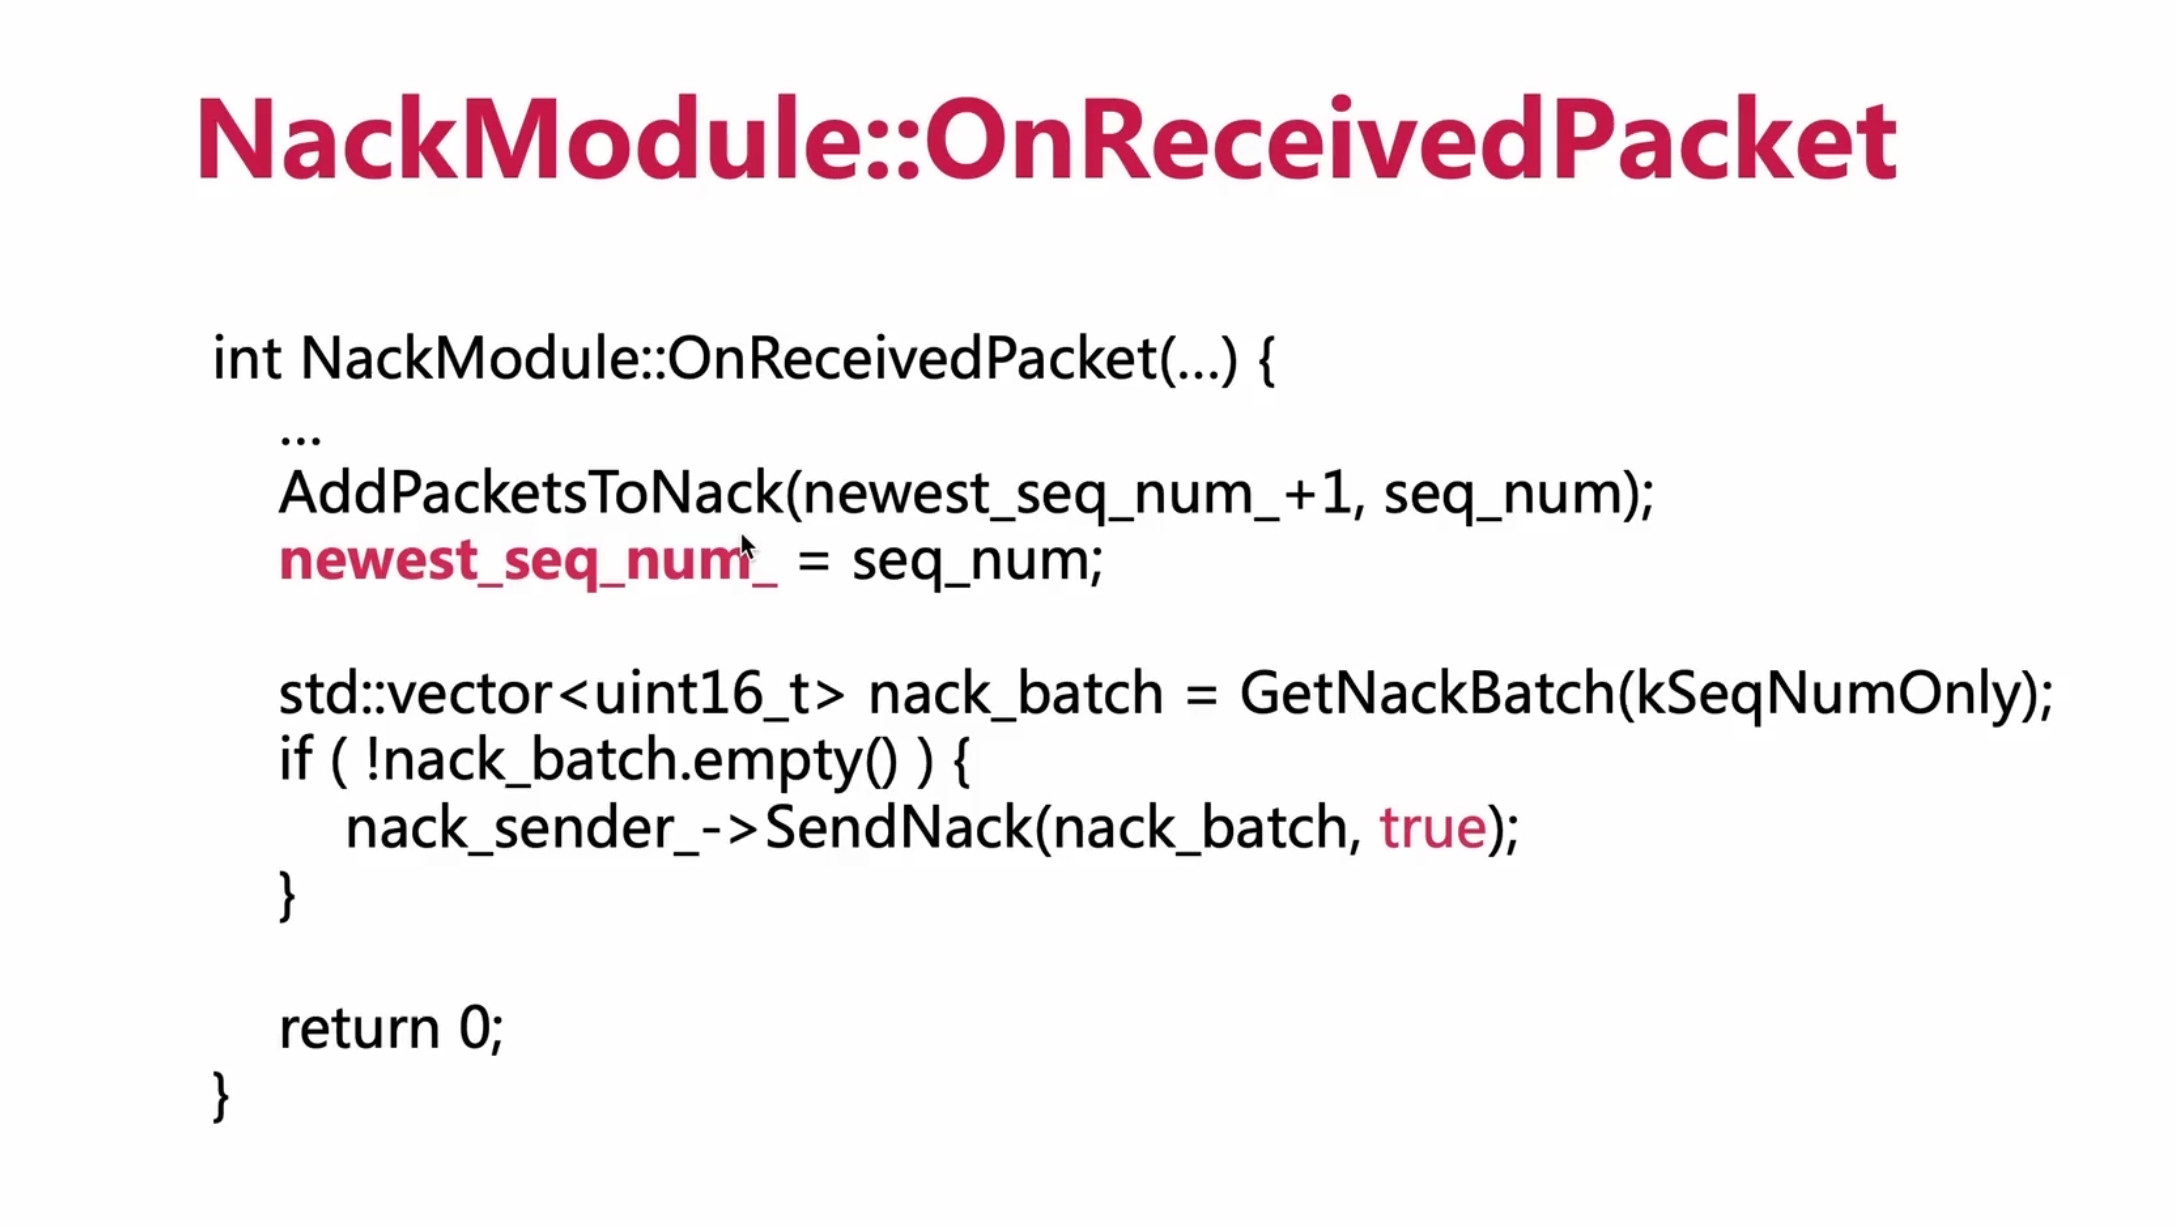 NackModule::OnReceivedPacket
int NackModule::OnReceivedPacket(...) {
...
AddPacketsToNack(newest_seq_num_+1, seq_num);
newest_seq_num_ = seq_num;
std::vector<uint16_t> nack_batch = GetNackBatch(kSeqNumOnly);
if ( !nack_batch.empty() ) {
nack_sender_->SendNack(nack_batch, true);
}
return 0;
}